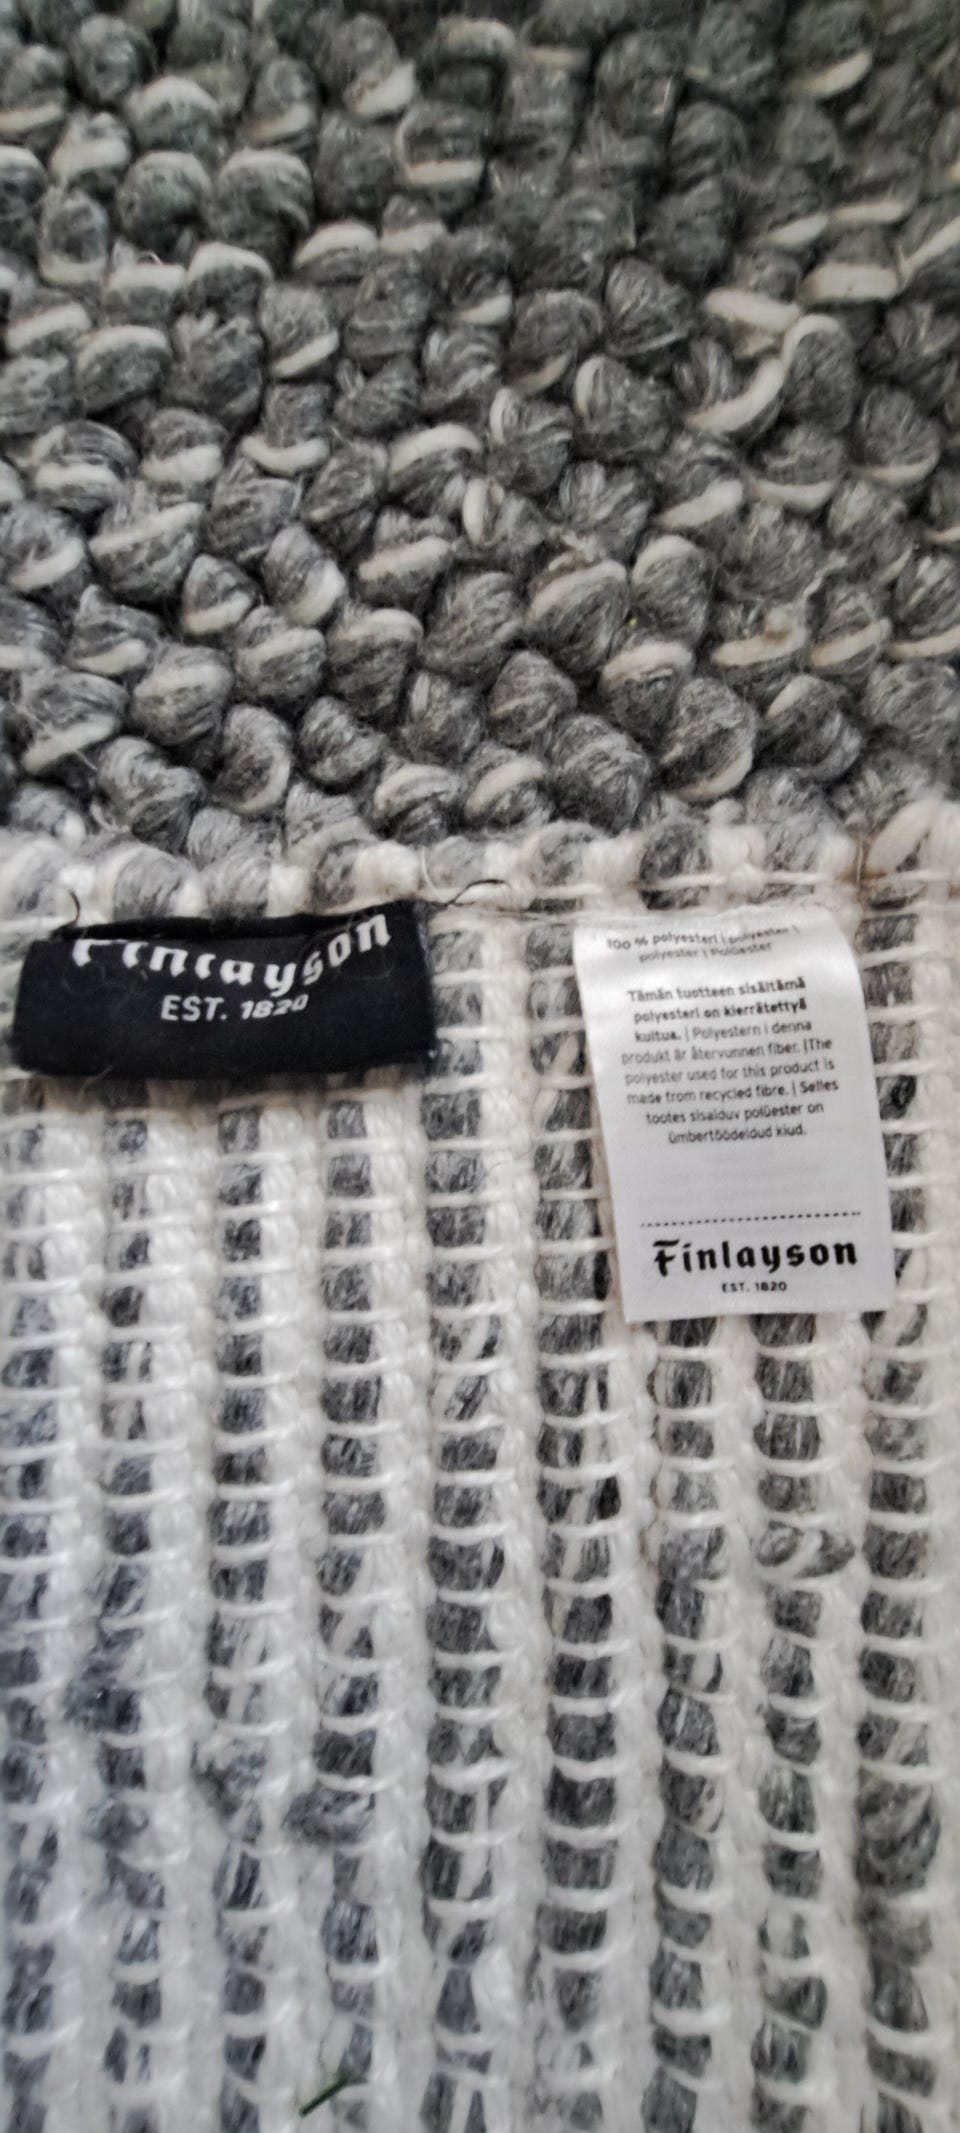 Finlayson
EST. 1820
100 % polyesteri | polyester |
polyester | Polüester
Tämän tuotteen sisältämä
polyesteri on kierrätettyä
kuitua. | Polyestern i denna
produkt är återvunnen fiber. |The
polyester used for this product is
made from recycled fibre. | Selles
tootes sisalduv polüester on
ümbertöödeldud kiud.
Finlayson
EST. 1820